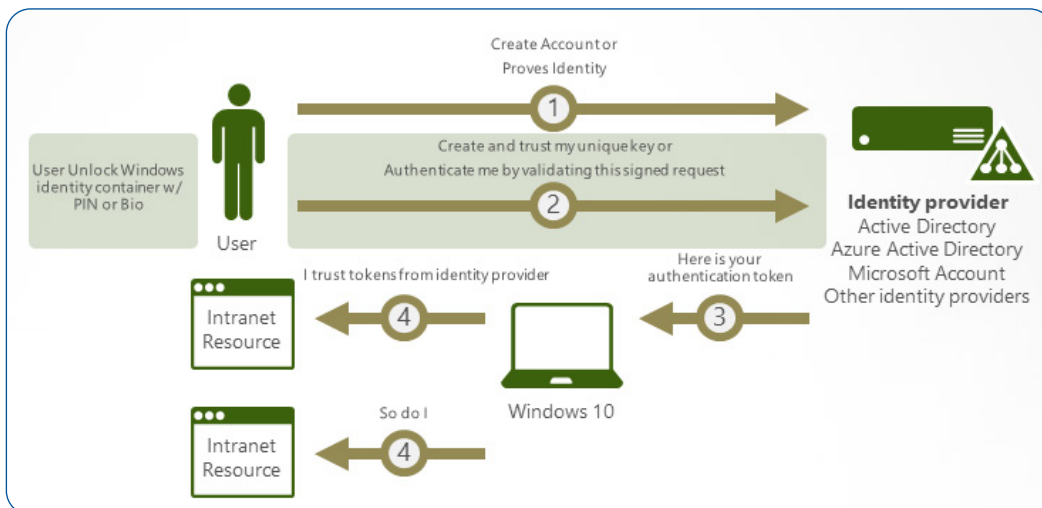 Create Account or
Proves Identity
1
Create and trust my unique key or
Authenticate me by validating this signed request
2
User Unlock Windows
identity container w/
PIN or Bio
User
Identity provider
Active Directory
Azure Active Directory
Microsoft Account
Other identity providers
Here is your
authentication token
3
I trust tokens from identity provider
4
Intranet
Resource
Windows 10
So do I
4
Intranet
Resource